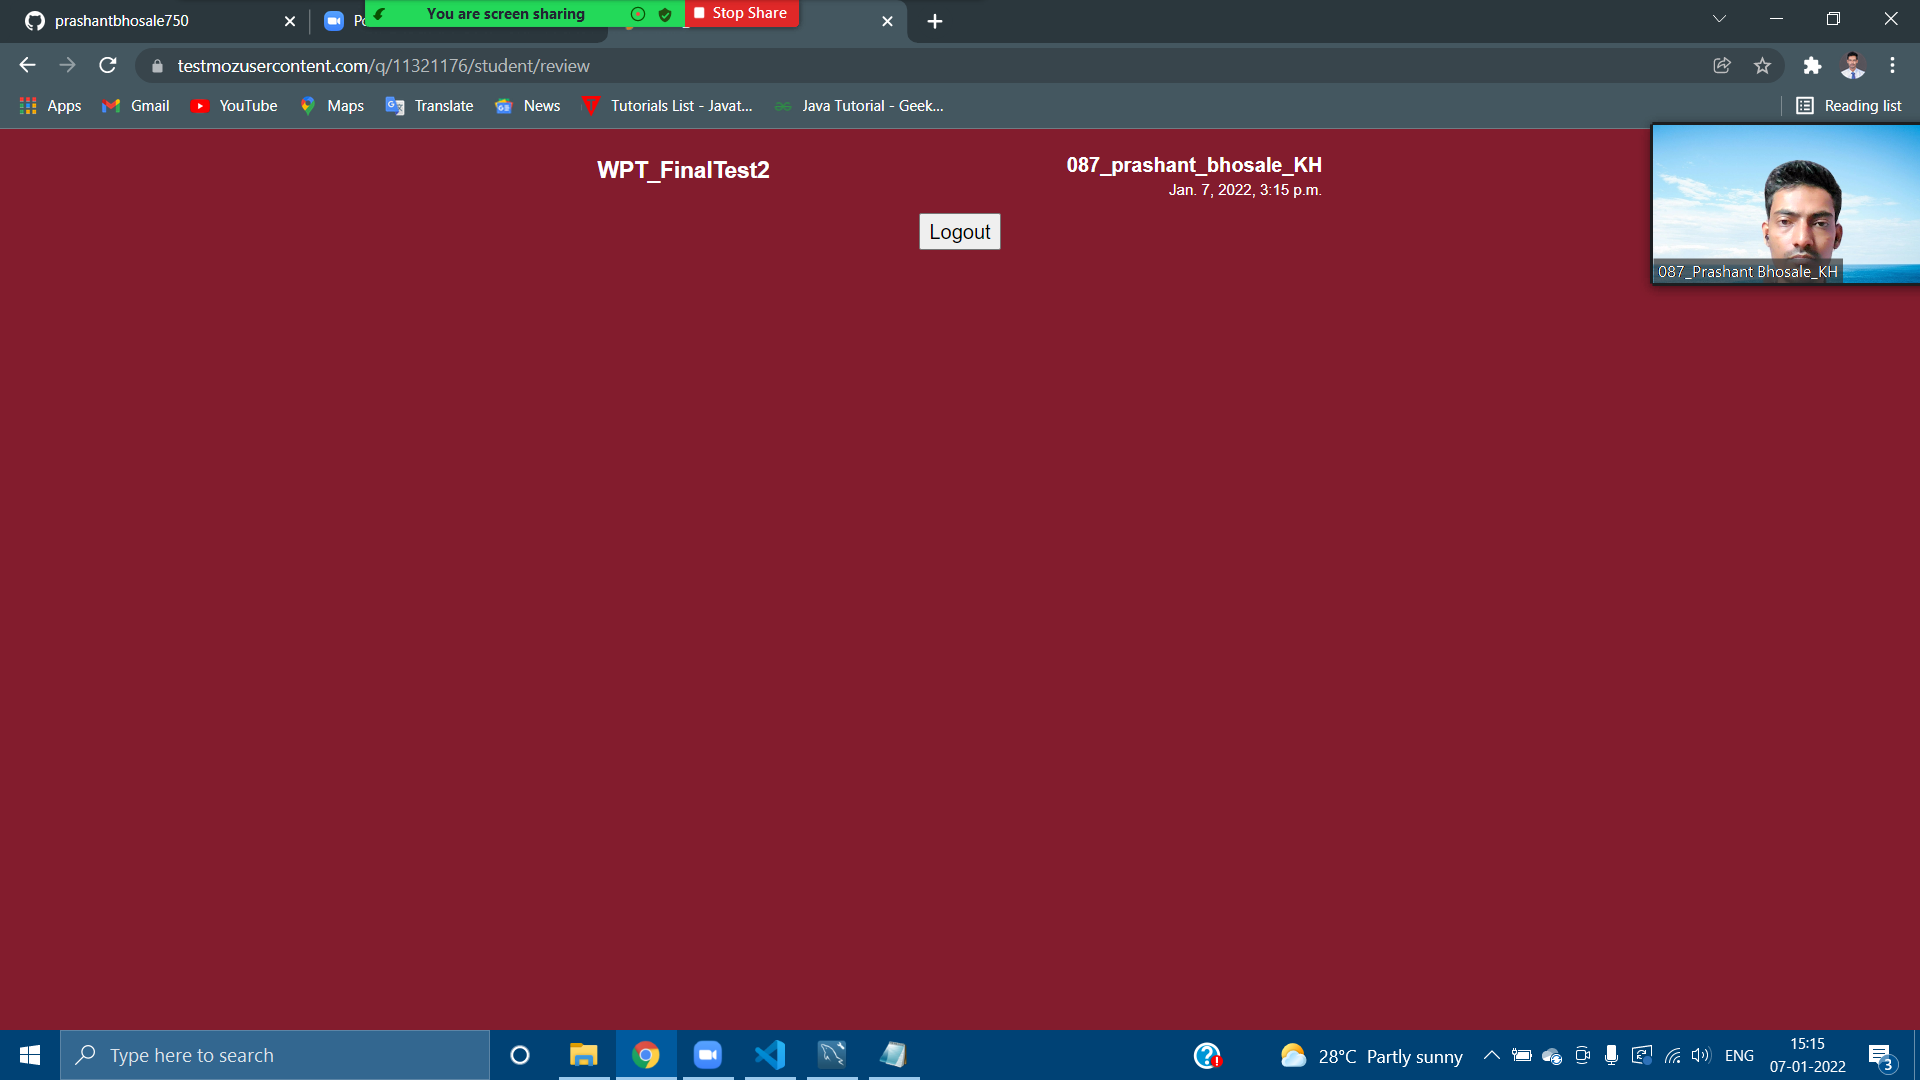 prashantbhosale750
You are screen sharing
Stop Share
testmozusercontent.com/q/11321176/student/review
Apps
Gmail
YouTube
Maps
Translate
News
Tutorials List - Javat...
Java Tutorial - Geek...
Reading list
WPT_FinalTest2
087_prashant_bhosale_KH
Jan. 7, 2022, 3:15 p.m.
Logout
087_Prashant Bhosale_KH
Type here to search
28°C Partly sunny
ENG
15:15
07-01-2022
3